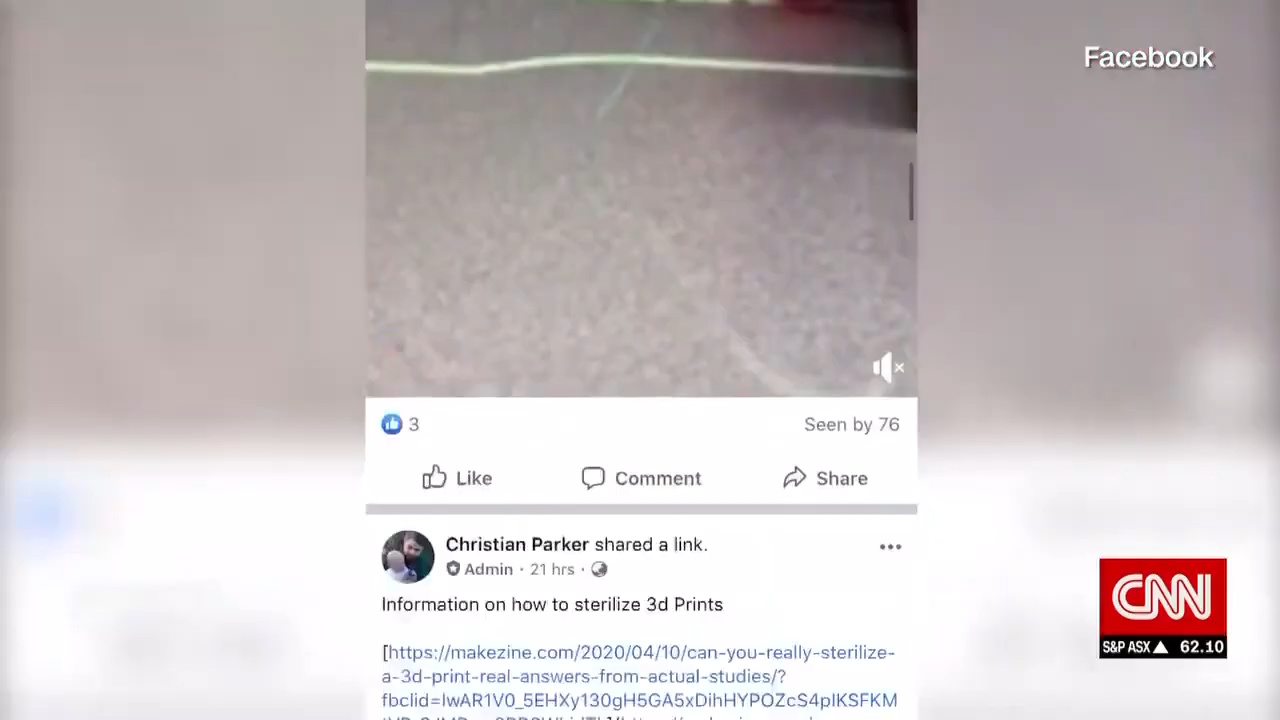 Facebook
3
Seen by 76
Like
Comment
Share
Christian Parker shared a link.
Admin · 21 hrs ·
Information on how to sterilize 3d Prints
[https://makezine.com/2020/04/10/can-you-really-sterilize-
a-3d-print-real-answers-from-actual-studies/?
fbclid=IwAR1V0_5EHXy130gH5GA5xDihHYPOZcS4pIKSFKM
CNN
S&P ASX ▲ 62.10